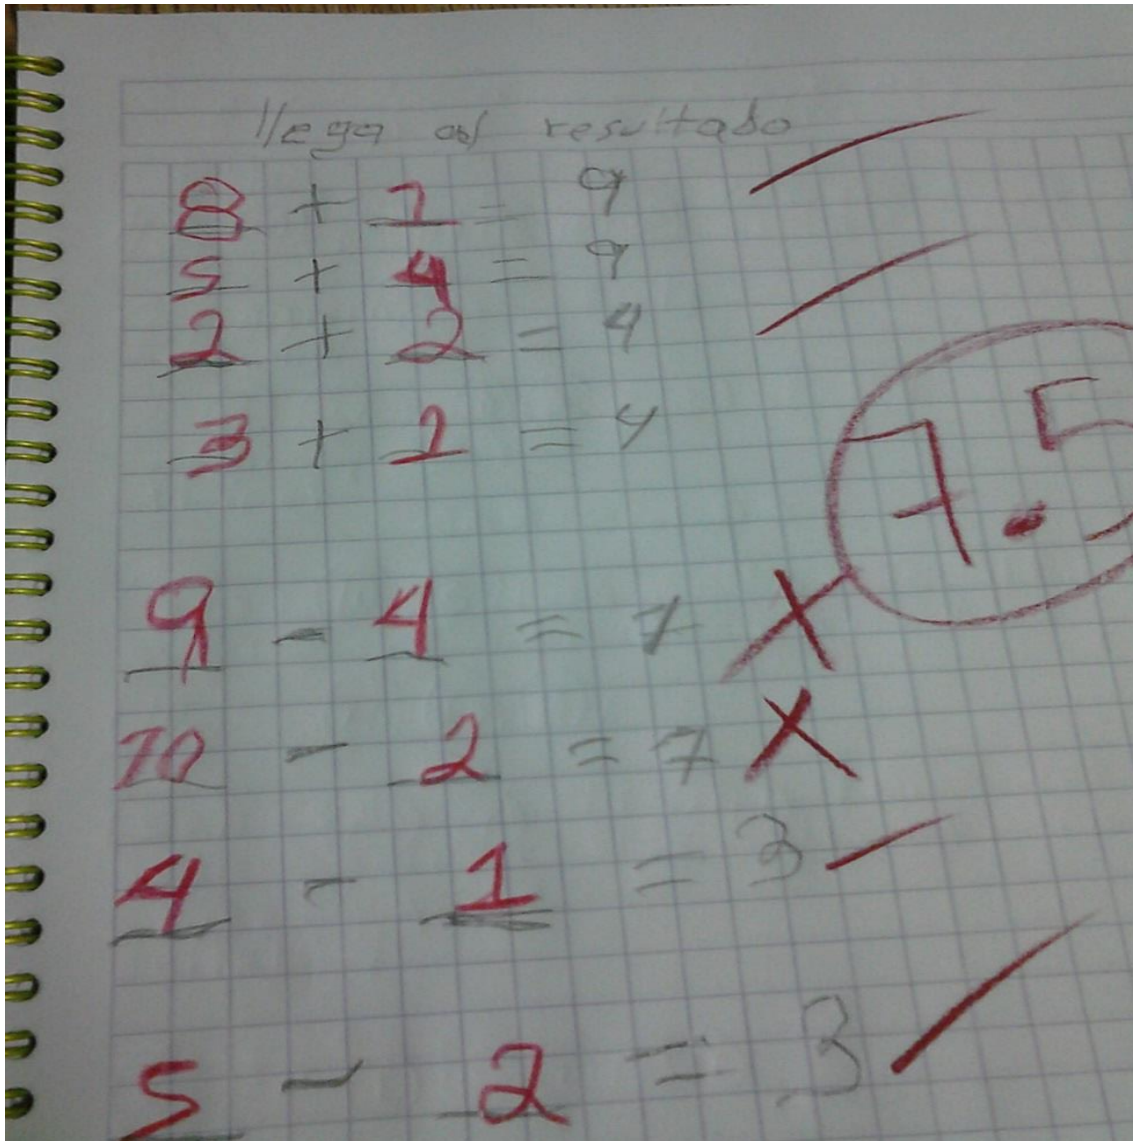 llega al resultado
8 + 1 = 9
5 + 4 = 9
2 + 2 = 4
3 + 1 = 4
7.5
9 - 4 = 7
10 - 2 = 7
4 - 1 = 3
5 - 2 = 3